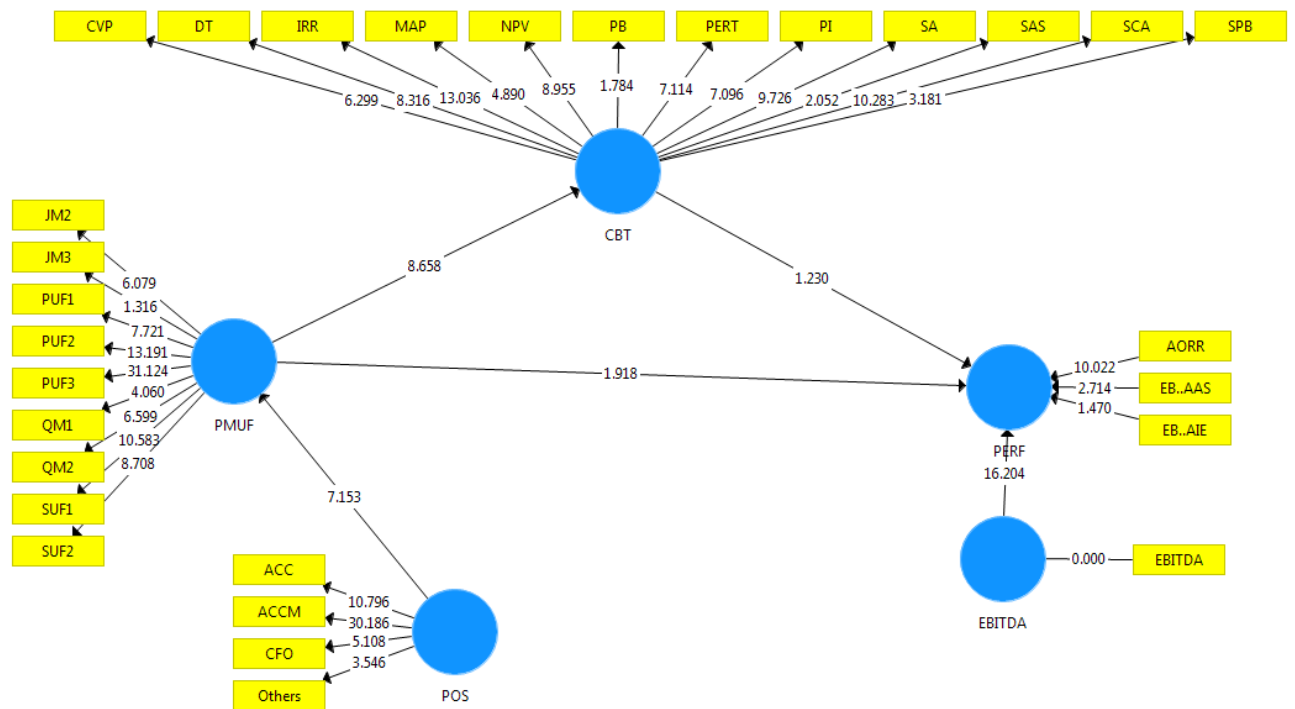 CVP
DT
IRR
MAP
NPV
PB
PERT
PI
SA
SAS
SCA
SPB
6.299
8.316
13.036
4.890
8.955
1.784
7.114
7.096
9.726
2.052
10.283
3.181
CBT
JM2
JM3
PUF1
PUF2
PUF3
QM1
QM2
SUF1
SUF2
6.079
1.316
7.721
13.191
31.124
4.060
6.599
10.583
8.708
PMUF
8.658
1.230
1.918
7.153
AORR
EB..AAS
EB..AIE
10.022
2.714
1.470
PERF
16.204
EBITDA
0.000
EBITDA
ACC
ACCM
CFO
Others
10.796
30.186
5.108
3.546
POS